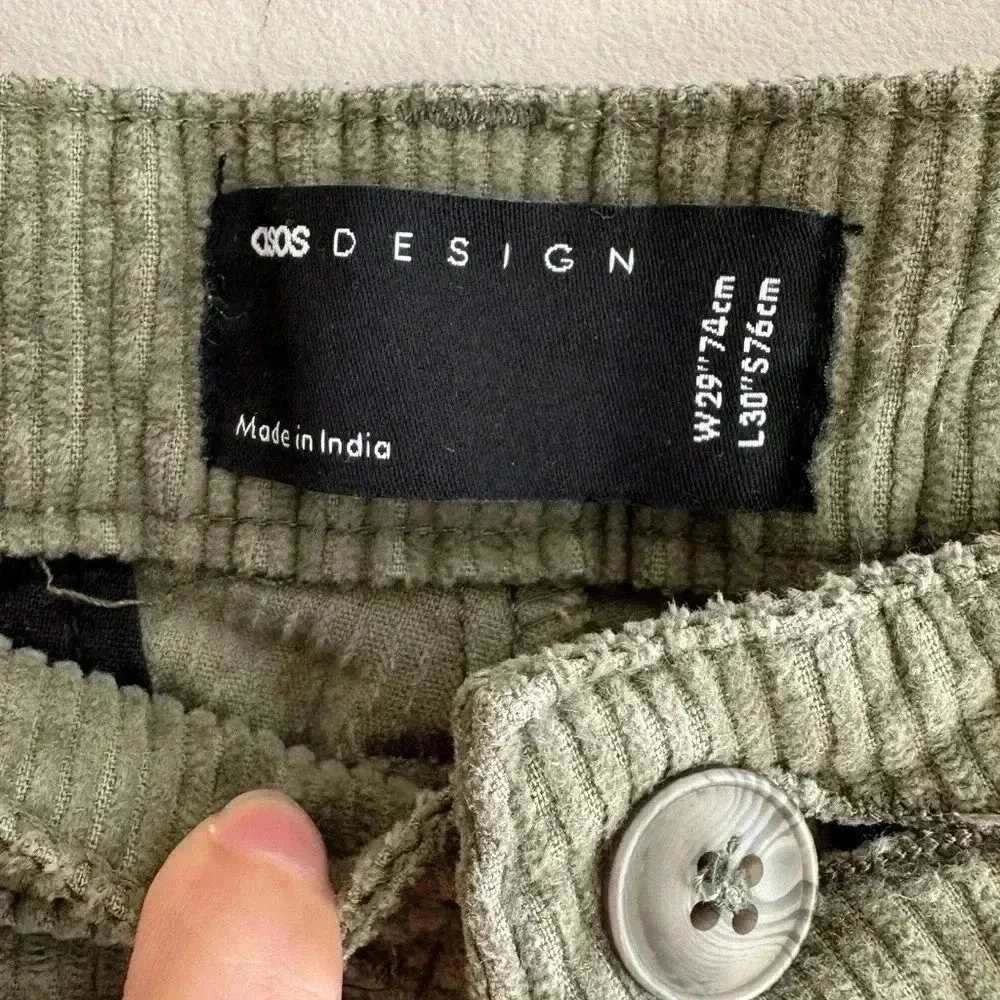 asos DESIGN
Made in India
W29"74cm
L30"S76cm